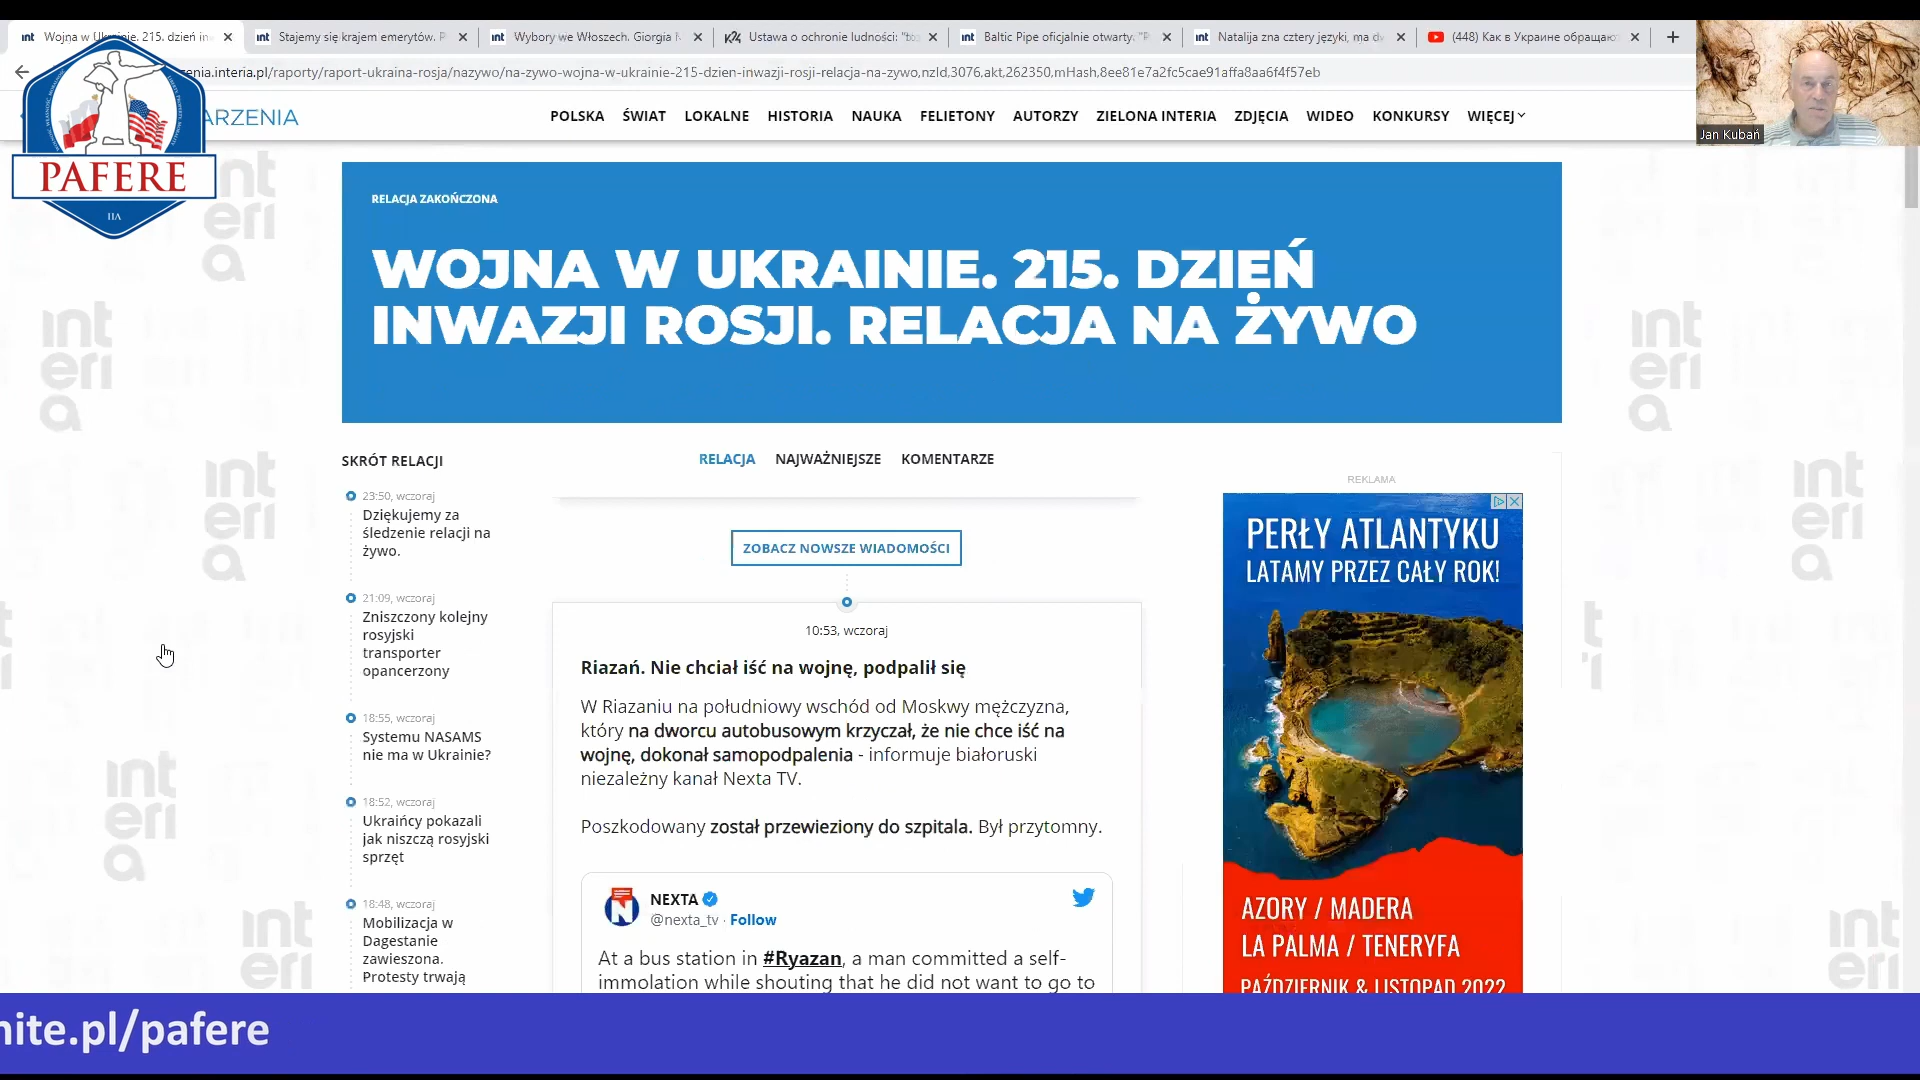 Wojna w Ukrainie. 215. dzień in
Stajemy się krajem emerytów. R
Wybory we Włoszech. Giorgia M
Ustawa o ochronie ludności:
Baltic Pipe oficjalnie otwarty:
Natalija zna cztery języki, ma d
(448) Как в Украине обращаю
zenia.interia.pl/raporty/raport-ukraina-rosja/nazywo/na-zywo-wojna-w-ukrainie-215-dzien-inwazji-rosji-relacja-na-zywo,nzId,3076,akt,262350,mHash,8ee81e7a2fc5cae91affa8aa6f4f57eb
Jan Kubań
PAFERE
ARZENIA
POLSKA ŚWIAT LOKALNE HISTORIA NAUKA FELIETONY AUTORZY ZIELONA INTERIA ZDJĘCIA WIDEO KONKURSY WIĘCEJ
RELACJA ZAKOŃCZONA
WOJNA W UKRAINIE. 215. DZIEŃ
INWAZJI ROSJI. RELACJA NA ŻYWO
SKRÓT RELACJI
23:50, wczoraj
Dziękujemy za
śledzenie relacji na
żywo.
21:09, wczoraj
Zniszczony kolejny
rosyjski
transporter
opancerzony
18:55, wczoraj
Systemu NASAMS
nie ma w Ukrainie?
18:52, wczoraj
Ukraińcy pokazali
jak niszczą rosyjski
sprzęt
18:48, wczoraj
Mobilizacja w
Dagestanie
zawieszona.
Protesty trwają
RELACJA NAJWAŻNIEJSZE KOMENTARZE
ZOBACZ NOWSZE WIADOMOŚCI
10:53, wczoraj
Riazań. Nie chciał iść na wojnę, podpalił się
W Riazaniu na południowy wschód od Moskwy mężczyzna,
który na dworcu autobusowym krzyczał, że nie chce iść na
wojnę, dokonał samopodpalenia - informuje białoruski
niezależny kanał Nexta TV.
Poszkodowany został przewieziony do szpitala. Był przytomny.
NEXTA
@nexta_tv · Follow
At a bus station in #Ryazan, a man committed a self-
immolation while shouting that he did not want to go to
REKLAMA
PERŁY ATLANTYKU
LATAMY PRZEZ CAŁY ROK!
AZORY / MADERA
LA PALMA / TENERYFA
PAŹDZIERNIK & LISTOPAD 2022
nite.pl/pafere